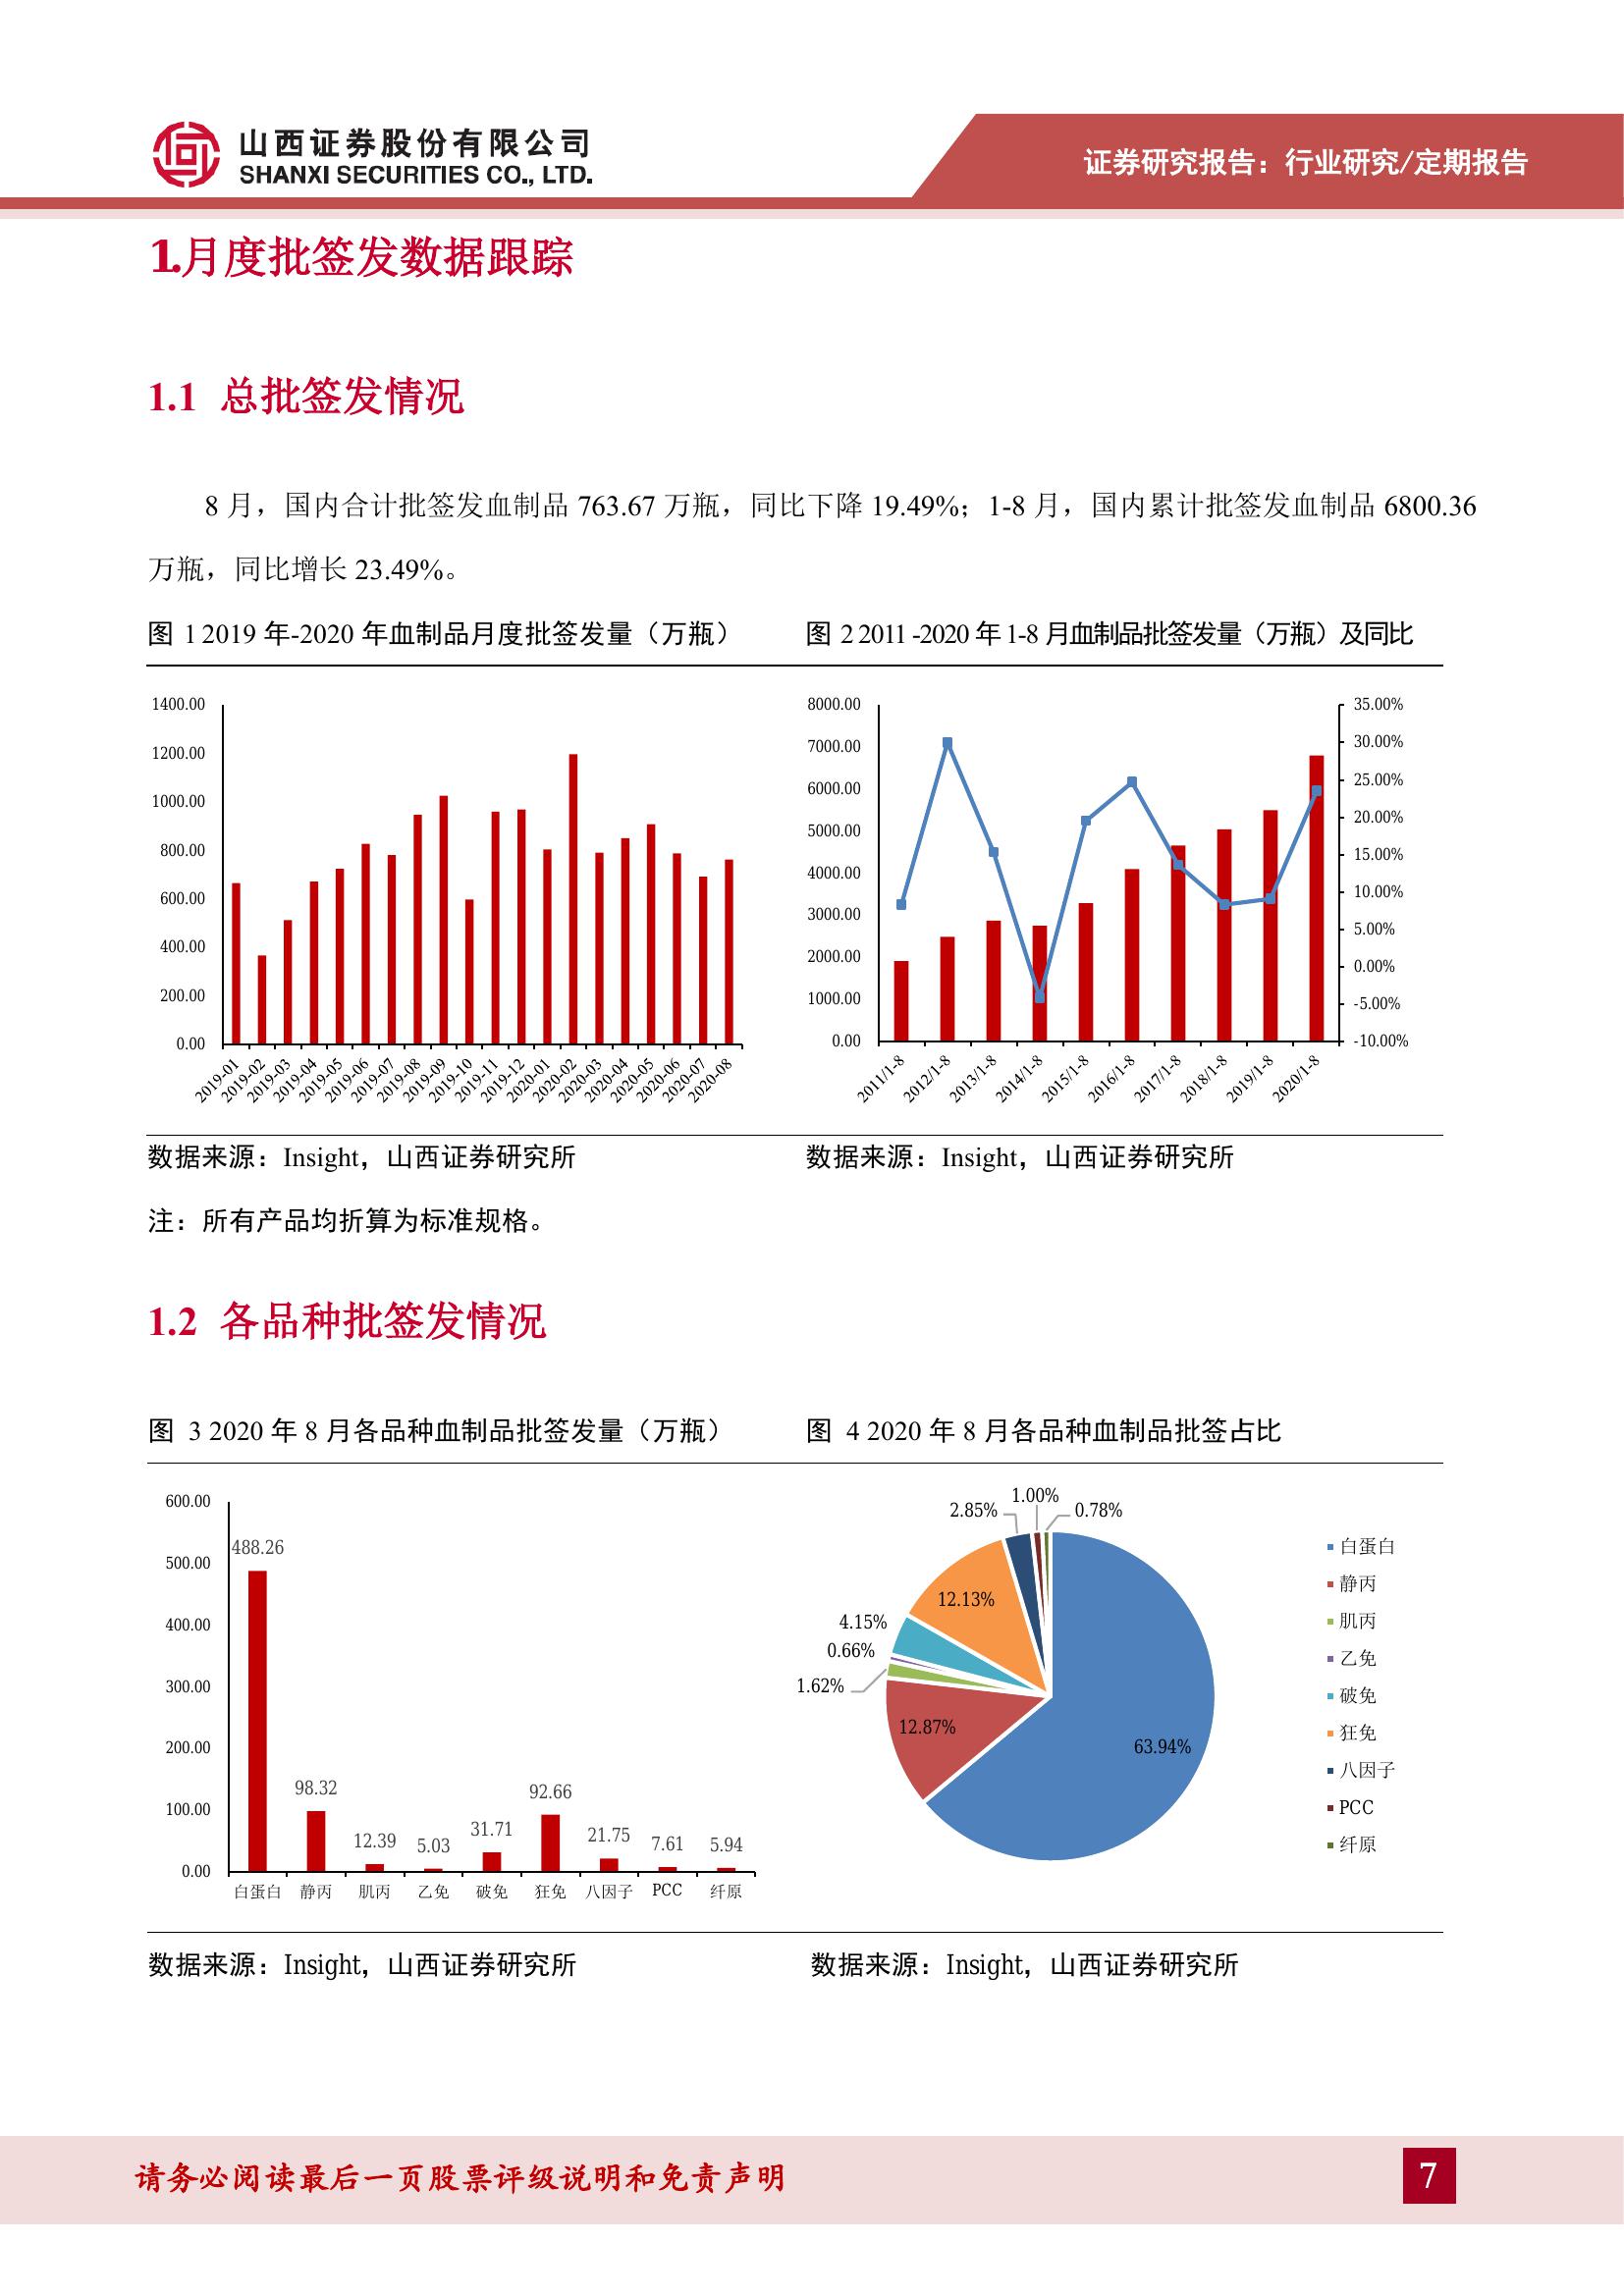 山西证券股份有限公司
SHANXI SECURITIES CO., LTD.
证券研究报告：行业研究/定期报告
1.月度批签发数据跟踪
1.1 总批签发情况
8 月，国内合计批签发血制品 763.67 万瓶，同比下降 19.49%；1-8 月，国内累计批签发血制品 6800.36
万瓶，同比增长 23.49%。
图 1 2019 年-2020 年血制品月度批签发量（万瓶）
1400.00
1200.00
1000.00
800.00
600.00
400.00
200.00
0.00
2019-01
2019-02
2019-03
2019-04
2019-05
2019-06
2019-07
2019-08
2019-09
2019-10
2019-11
2019-12
2020-01
2020-02
2020-03
2020-04
2020-05
2020-06
2020-07
2020-08
图 2 2011 -2020 年 1-8 月血制品批签发量（万瓶）及同比
8000.00
7000.00
6000.00
5000.00
4000.00
3000.00
2000.00
1000.00
0.00
35.00%
30.00%
25.00%
20.00%
15.00%
10.00%
5.00%
0.00%
-5.00%
-10.00%
2011/1-8
2012/1-8
2013/1-8
2014/1-8
2015/1-8
2016/1-8
2017/1-8
2018/1-8
2019/1-8
2020/1-8
数据来源：Insight，山西证券研究所
数据来源：Insight，山西证券研究所
注：所有产品均折算为标准规格。
1.2 各品种批签发情况
图 3 2020 年 8 月各品种血制品批签发量（万瓶）
600.00
500.00
400.00
300.00
200.00
100.00
0.00
488.26
98.32
12.39
5.03
31.71
92.66
21.75
7.61
5.94
白蛋白
静丙
肌丙
乙免
破免
狂免
八因子
PCC
纤原
图 4 2020 年 8 月各品种血制品批签占比
2.85%
1.00%
0.78%
12.13%
4.15%
0.66%
1.62%
12.87%
63.94%
白蛋白
静丙
肌丙
乙免
破免
狂免
八因子
PCC
纤原
数据来源：Insight，山西证券研究所
数据来源：Insight，山西证券研究所
请务必阅读最后一页股票评级说明和免责声明
7